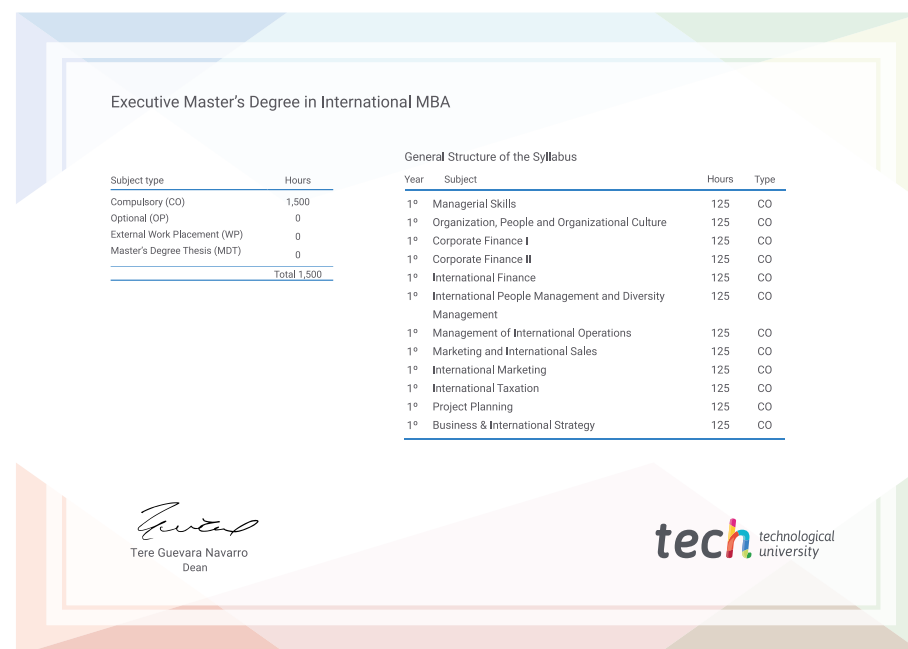 Executive Master's Degree in International MBA
Subject type Hours
Compulsory (CO) 1,500
Optional (OP) 0
External Work Placement (WP) 0
Master's Degree Thesis (MDT) 0
Total 1,500
General Structure of the Syllabus
Year Subject Hours Type
1º Managerial Skills 125 CO
1º Organization, People and Organizational Culture 125 CO
1º Corporate Finance I 125 CO
1º Corporate Finance II 125 CO
1º International Finance 125 CO
1º International People Management and Diversity 125 CO
Management
1º Management of International Operations 125 CO
1º Marketing and International Sales 125 CO
1º International Marketing 125 CO
1º International Taxation 125 CO
1º Project Planning 125 CO
1º Business & International Strategy 125 CO
Tere Guevara Navarro
Dean
tech technological
university